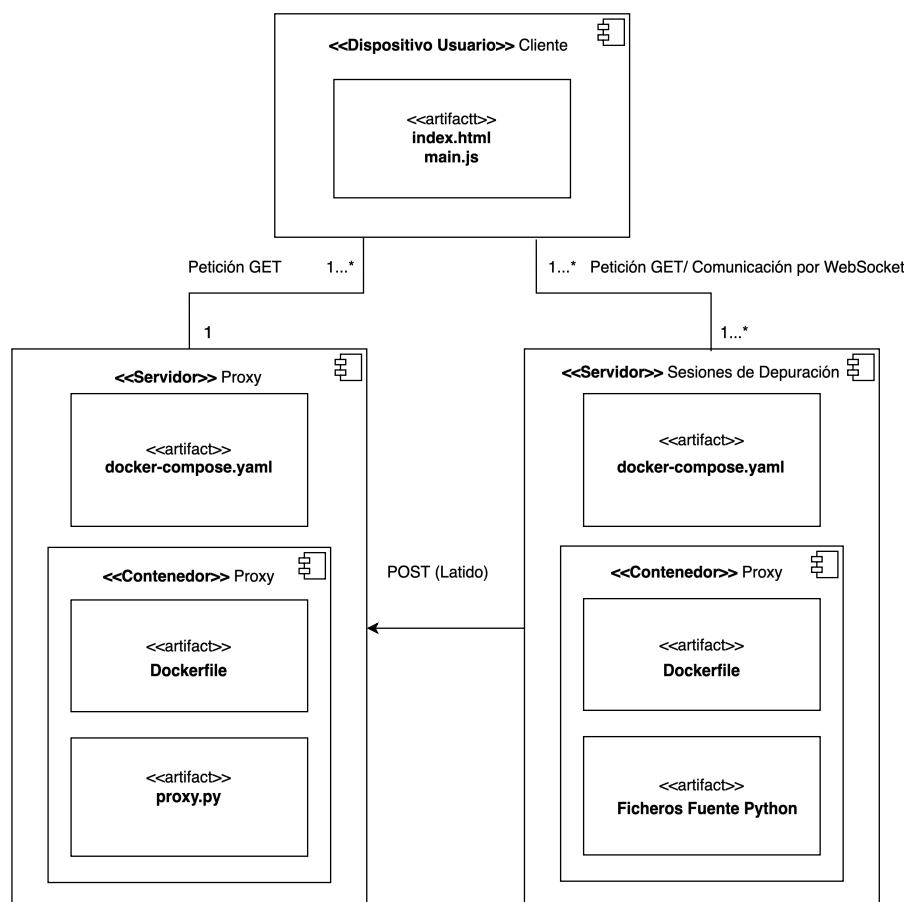 <<Dispositivo Usuario>> Cliente
<<artifactt>>
index.html
main.js
Petición GET
1...*
1...*
Petición GET/ Comunicación por WebSocket
1
1...*
<<Servidor>> Proxy
<<artifact>>
docker-compose.yaml
<<Contenedor>> Proxy
<<artifact>>
Dockerfile
<<artifact>>
proxy.py
POST (Latido)
<<Servidor>> Sesiones de Depuración
<<artifact>>
docker-compose.yaml
<<Contenedor>> Proxy
<<artifact>>
Dockerfile
<<artifact>>
Ficheros Fuente Python